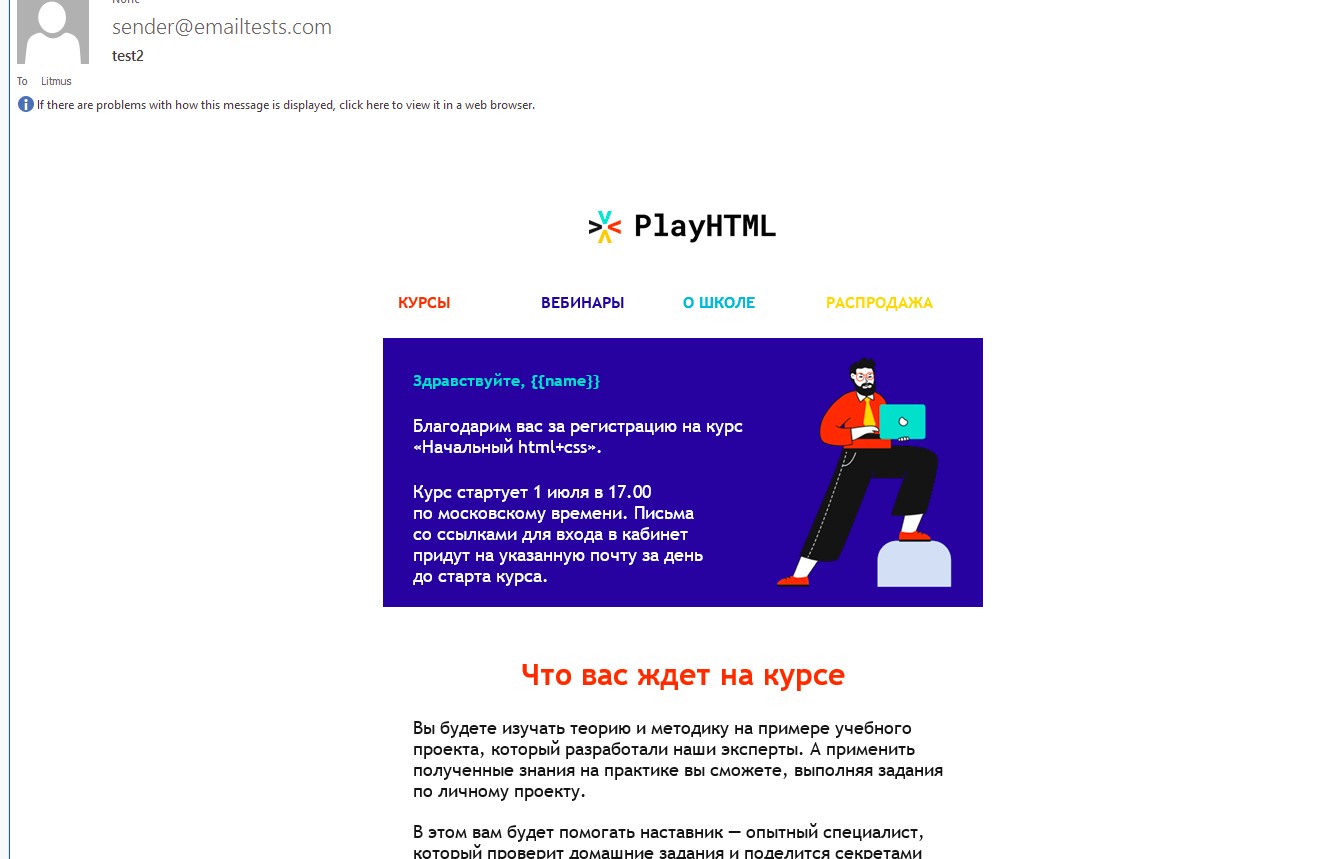 sender@emailtests.com
test2
To Litmus
If there are problems with how this message is displayed, click here to view it in a web browser.
PlayHTML
КУРСЫ ВЕБИНАРЫ О ШКОЛЕ РАСПРОДАЖА
Здравствуйте, {{name}}
Благодарим вас за регистрацию на курс
«Начальный html+css».
Курс стартует 1 июля в 17.00
по московскому времени. Письма
со ссылками для входа в кабинет
придут на указанную почту за день
до старта курса.
Что вас ждет на курсе
Вы будете изучать теорию и методику на примере учебного
проекта, который разработали наши эксперты. А применить
полученные знания на практике вы сможете, выполняя задания
по личному проекту.
В этом вам будет помогать наставник — опытный специалист,
который проверит домашние задания и поделится секретами